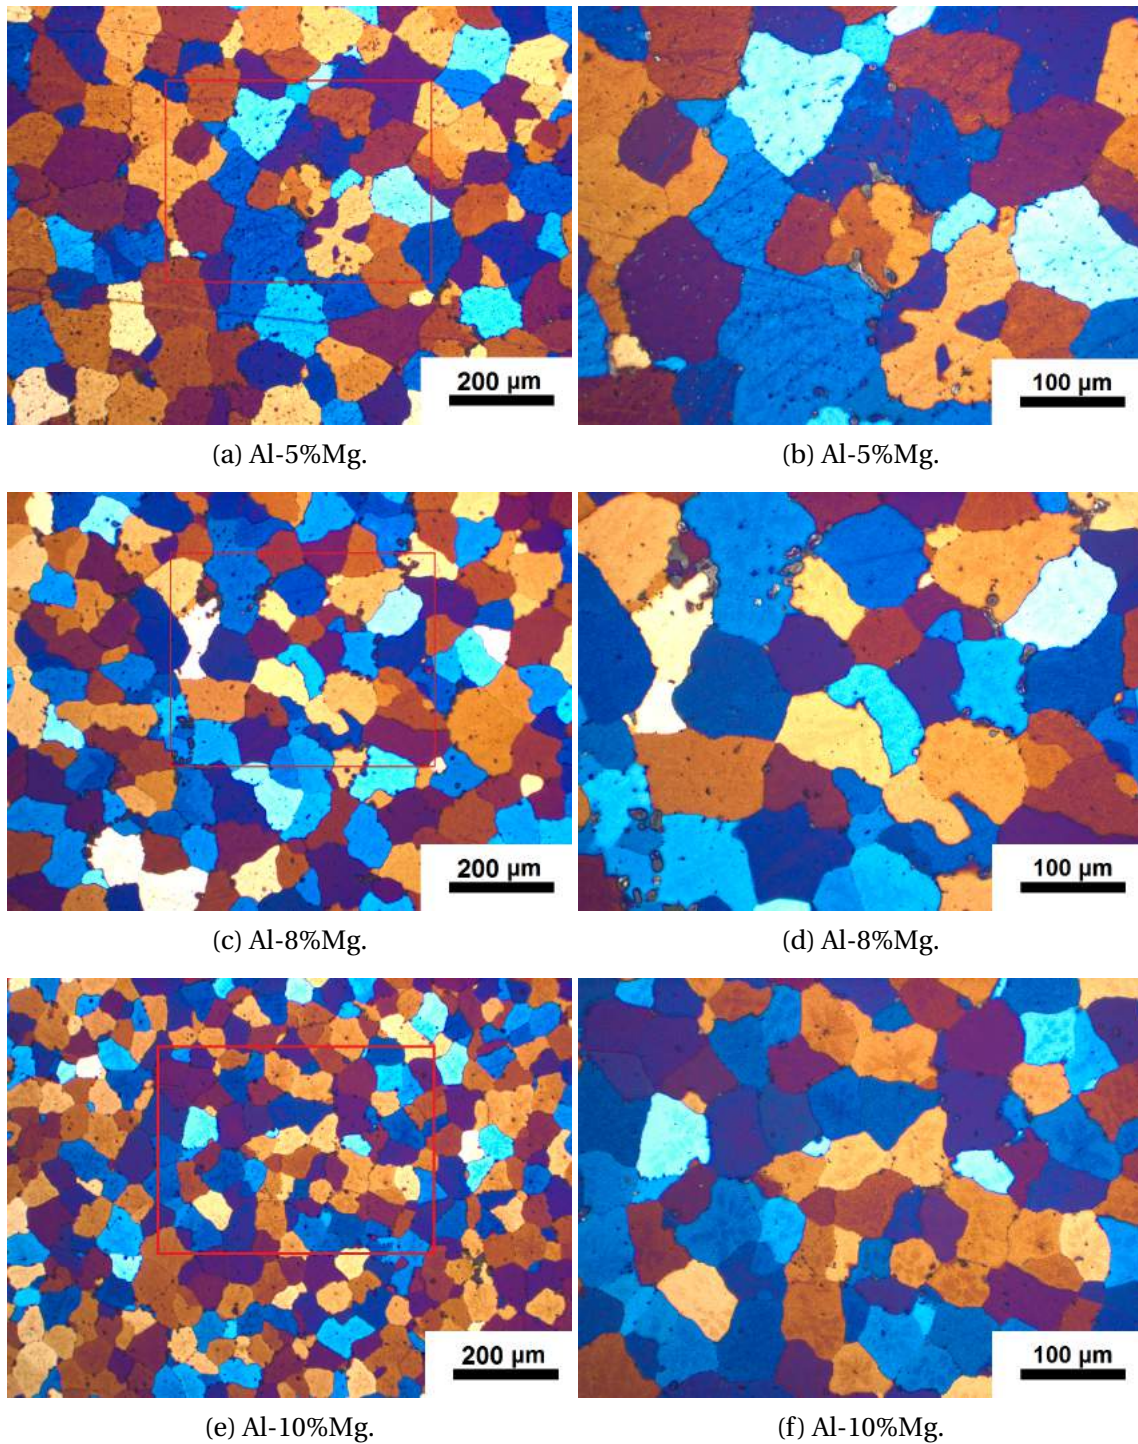 200 µm
100 µm
(a) Al-5%Mg.
(b) Al-5%Mg.
200 µm
100 µm
(c) Al-8%Mg.
(d) Al-8%Mg.
200 µm
100 µm
(e) Al-10%Mg.
(f) Al-10%Mg.